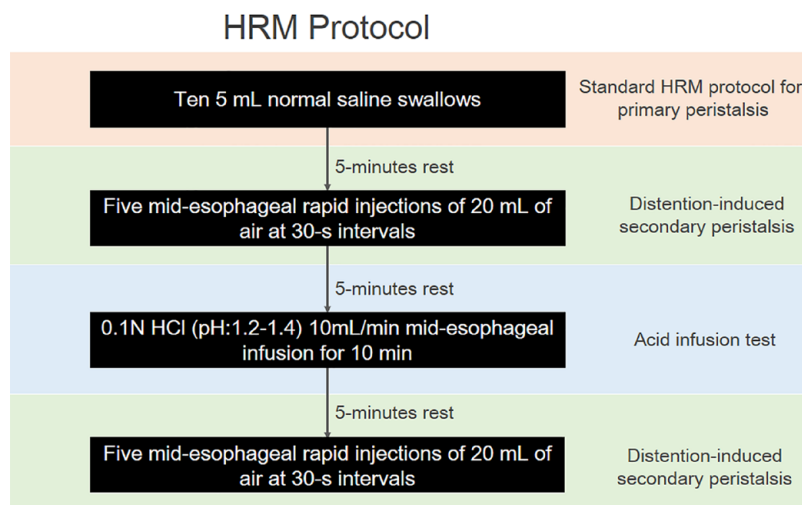 HRM Protocol
Ten 5 mL normal saline swallows
Standard HRM protocol for
primary peristalsis
5-minutes rest
Five mid-esophageal rapid injections of 20 mL of
air at 30-s intervals
Distention-induced
secondary peristalsis
5-minutes rest
0.1N HCl (pH:1.2-1.4) 10mL/min mid-esophageal
infusion for 10 min
Acid infusion test
5-minutes rest
Five mid-esophageal rapid injections of 20 mL of
air at 30-s intervals
Distention-induced
secondary peristalsis